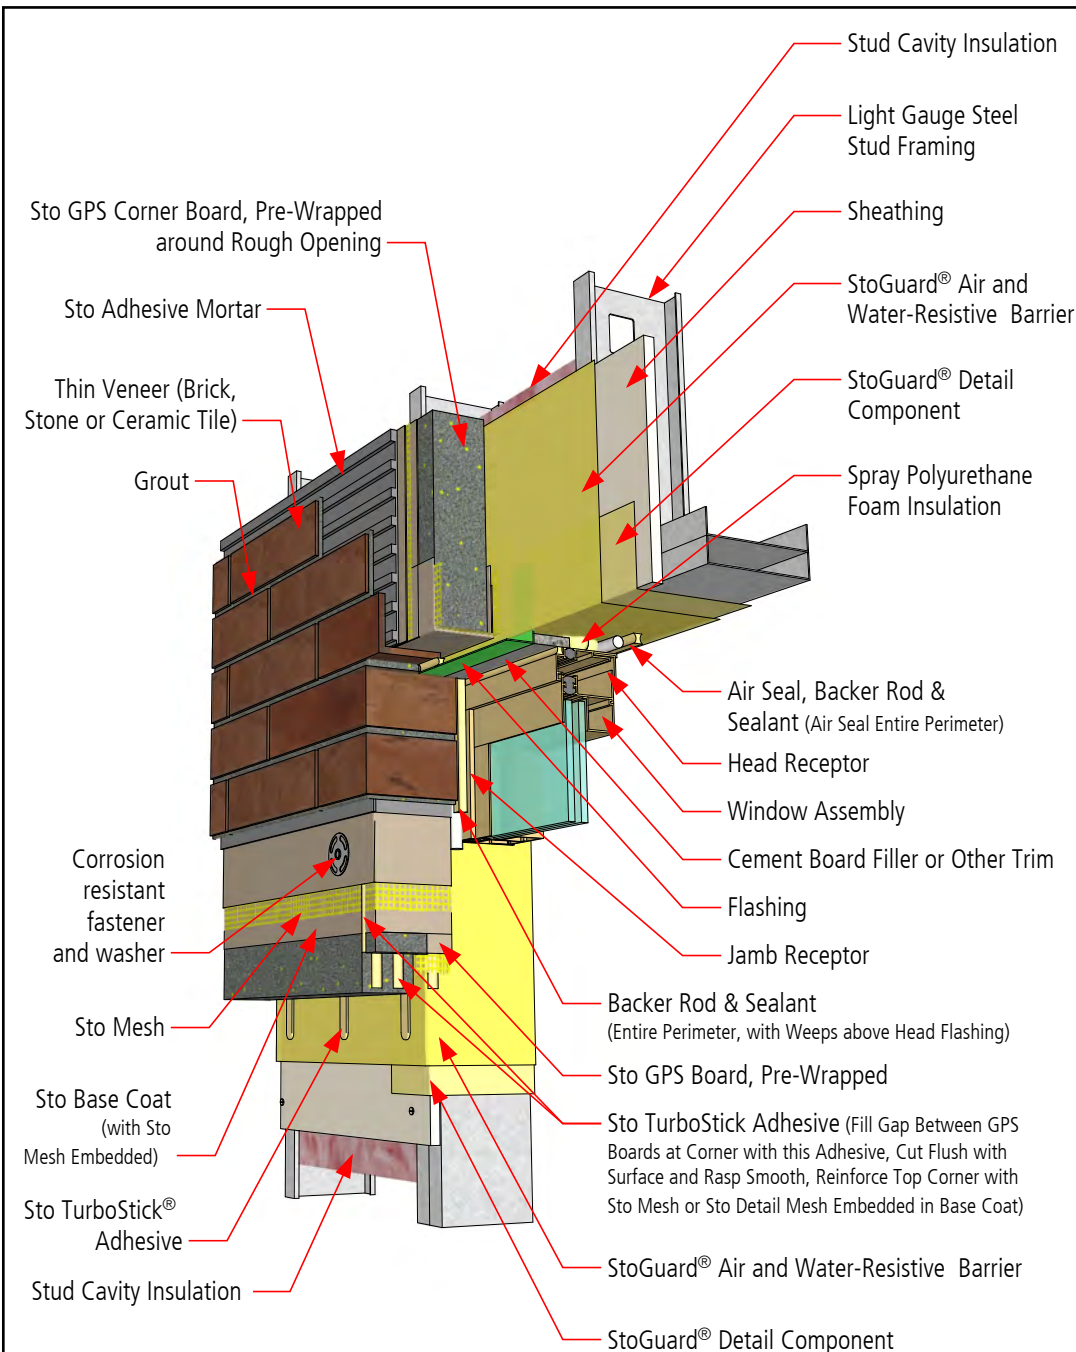 Stud Cavity Insulation
Light Gauge Steel
Stud Framing
Sto GPS Corner Board, Pre-Wrapped
around Rough Opening
Sheathing
StoGuard® Air and
Water-Resistive Barrier
Sto Adhesive Mortar
Thin Veneer (Brick,
Stone or Ceramic Tile)
StoGuard® Detail
Component
Grout
Spray Polyurethane
Foam Insulation
Air Seal, Backer Rod &
Sealant (Air Seal Entire Perimeter)
Head Receptor
Window Assembly
Cement Board Filler or Other Trim
Flashing
Jamb Receptor
Corrosion
resistant
fastener
and washer
Backer Rod & Sealant
(Entire Perimeter, with Weeps above Head Flashing)
Sto Mesh
Sto GPS Board, Pre-Wrapped
Sto Base Coat
(with Sto
Mesh Embedded)
Sto TurboStick Adhesive (Fill Gap Between GPS
Boards at Corner with this Adhesive, Cut Flush with
Surface and Rasp Smooth, Reinforce Top Corner with
Sto Mesh or Sto Detail Mesh Embedded in Base Coat)
Sto TurboStick®
Adhesive
StoGuard® Air and Water-Resistive Barrier
Stud Cavity Insulation
StoGuard® Detail Component